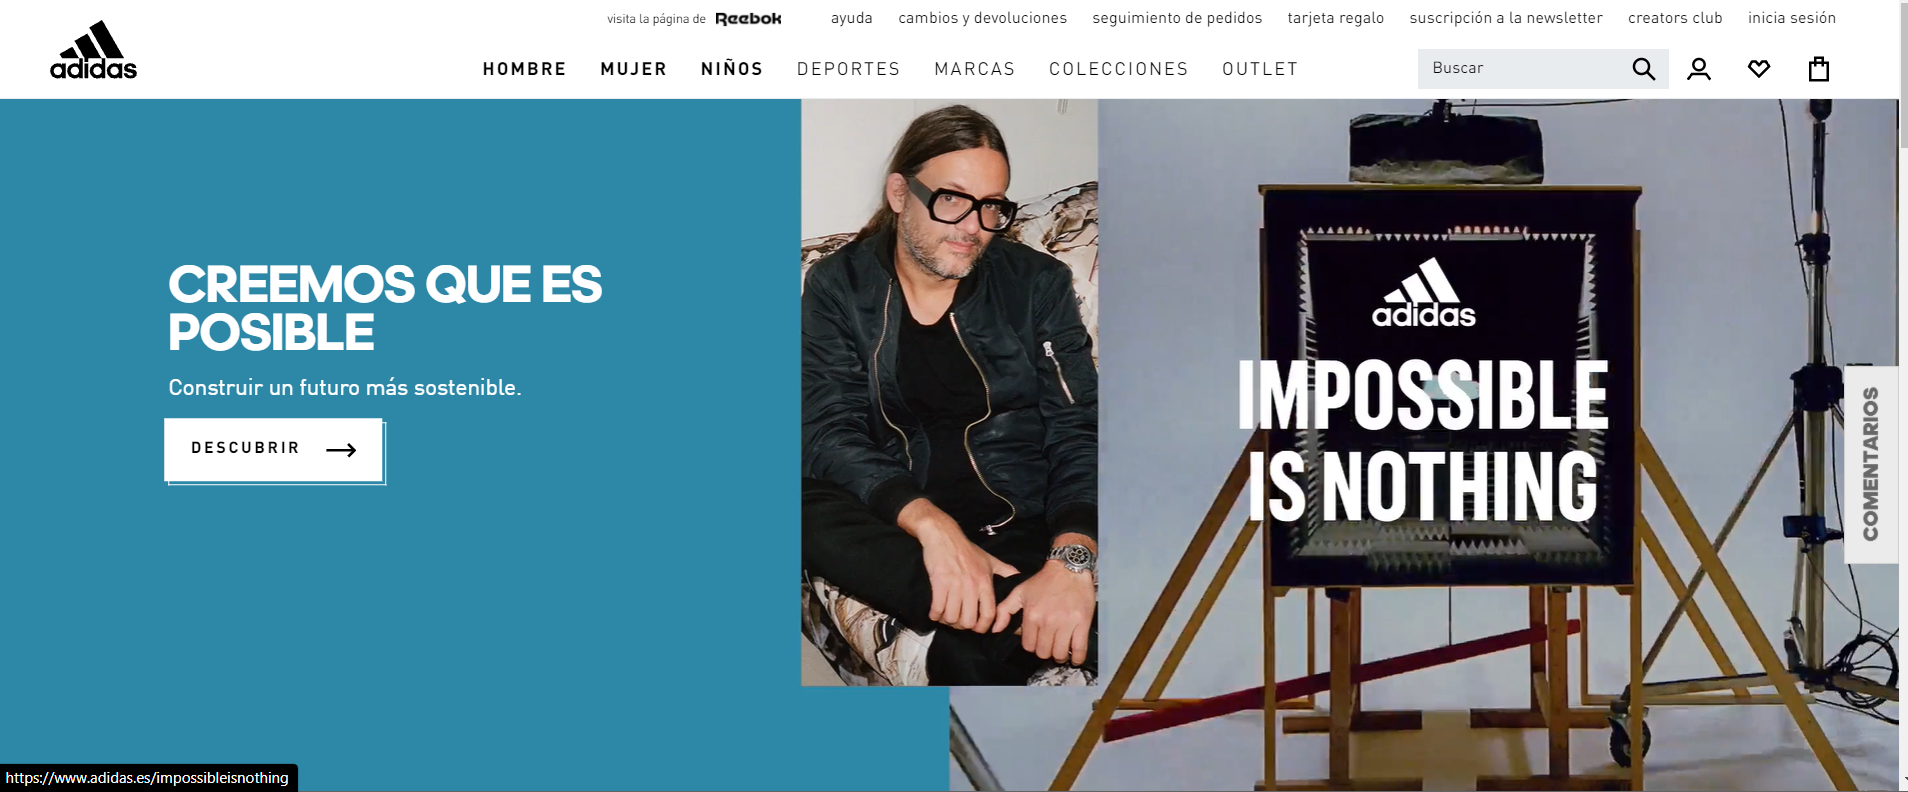 visita la página de Reebok ayuda cambios y devoluciones seguimiento de pedidos tarjeta regalo suscripción a la newsletter creators club inicia sesión
adidas
HOMBRE MUJER NIÑOS DEPORTES MARCAS COLECCIONES OUTLET
Buscar
CREEMOS QUE ES
POSIBLE
Construir un futuro más sostenible.
DESCUBRIR
adidas
IMPOSSIBLE
IS NOTHING
COMENTARIOS
https://www.adidas.es/impossibleisnothing